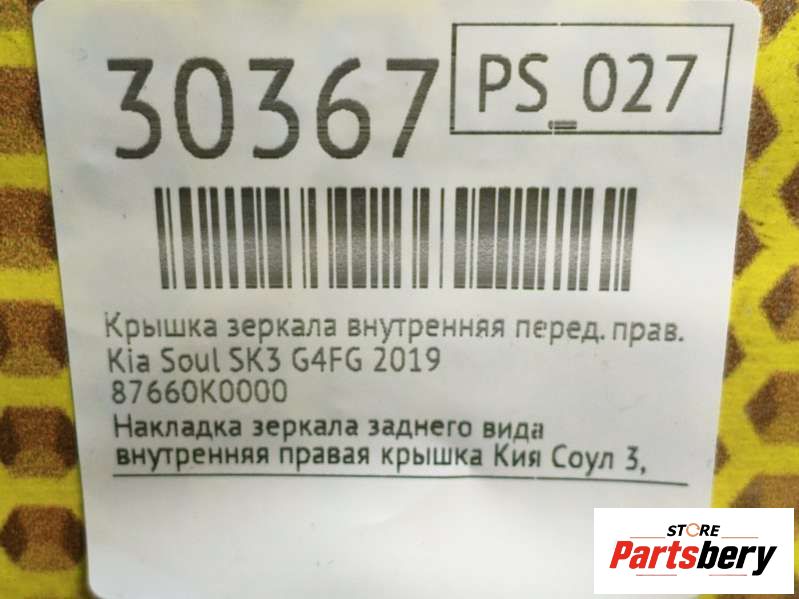 30367
PS_027
Крышка зеркала внутренняя перед. прав.
Kia Soul SK3 G4FG 2019
87660K0000
Накладка зеркала заднего вида
внутренняя правая крышка Кия Соул 3,
STORE
Partsbery